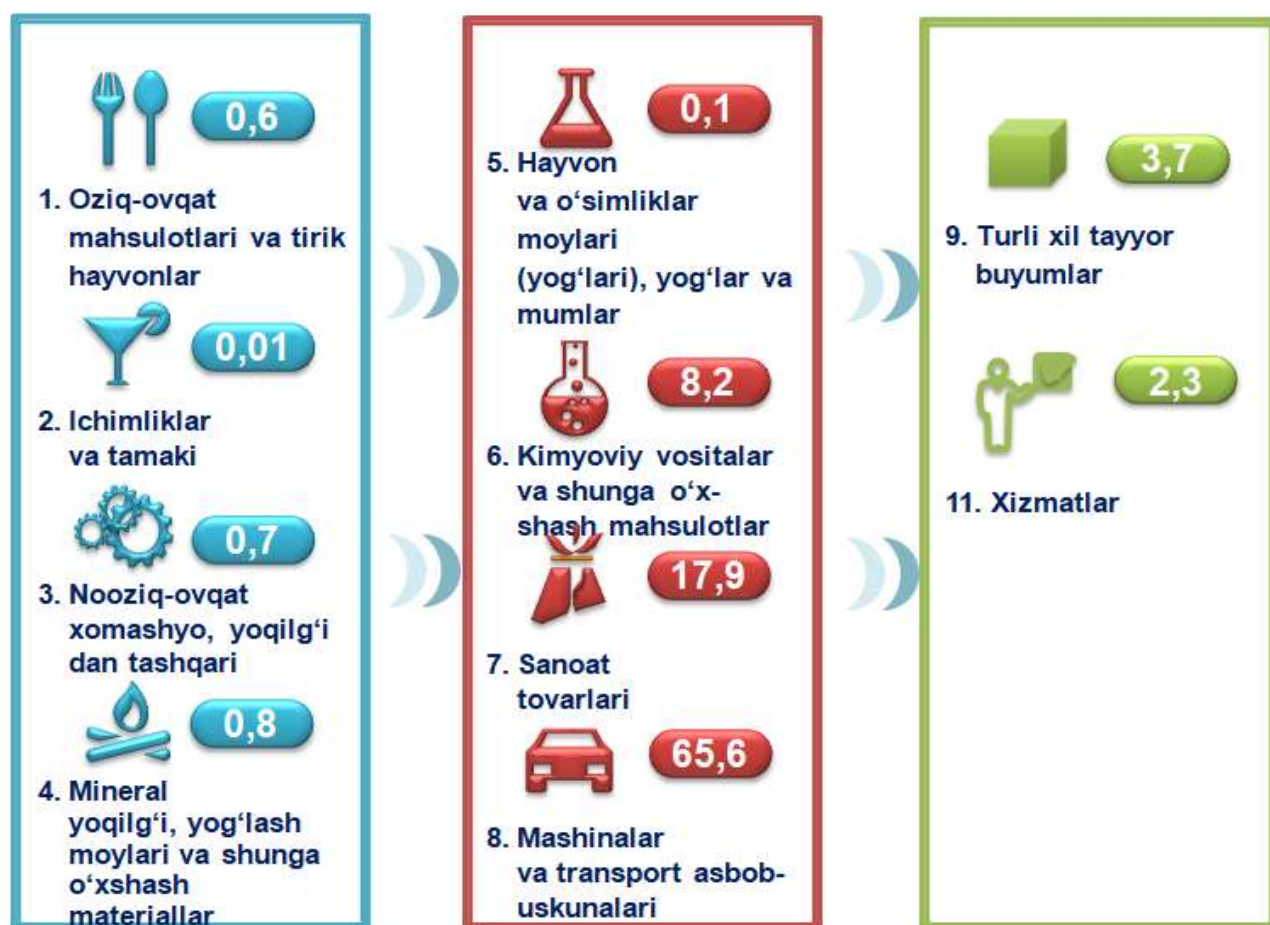 0,6
1. Oziq-ovqat
mahsulotlari va tirik
hayvonlar
0,01
2. Ichimliklar
va tamaki
0,7
3. Nooziq-ovqat
xomashyo, yoqilg‘i
dan tashqari
0,8
4. Mineral
yoqilg‘i, yog‘lash
moylari va shunga
o‘xshash
materiallar
0,1
5. Hayvon
va o‘simliklar
moylari
(yog‘lari), yog‘lar va
mumlar
8,2
6. Kimyoviy vositalar
va shunga o‘x-
shash mahsulotlar
17,9
7. Sanoat
tovarlari
65,6
8. Mashinalar
va transport asbob-
uskunalari
3,7
9. Turli xil tayyor
buyumlar
2,3
11. Xizmatlar